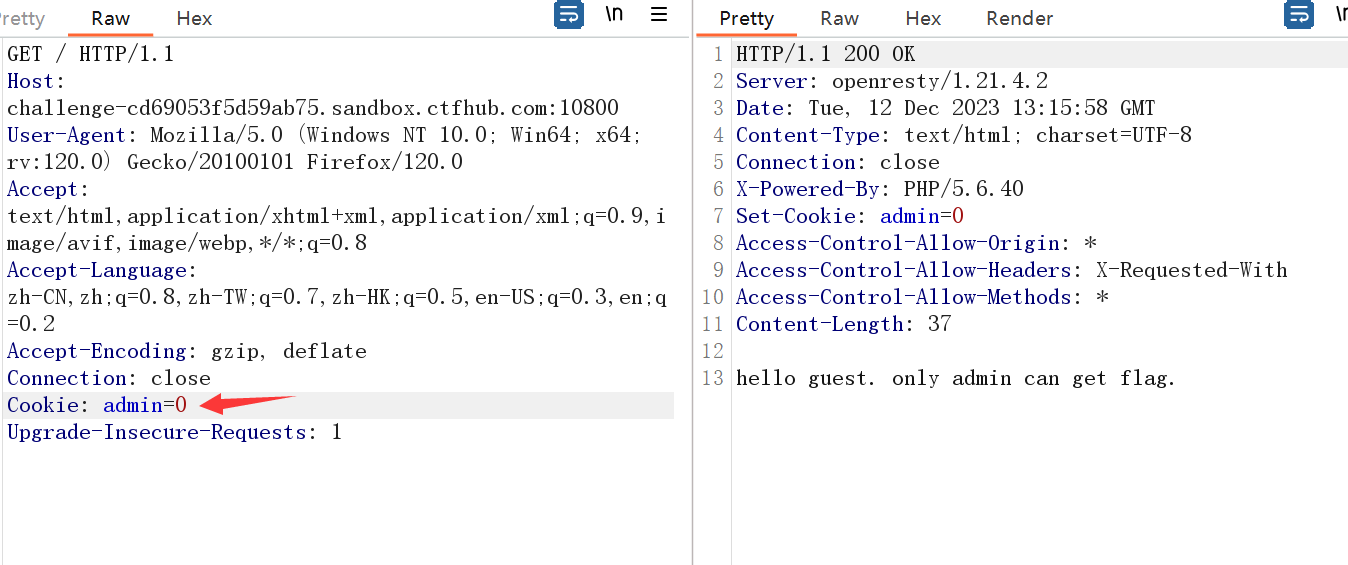 retty Raw Hex \n
GET / HTTP/1.1
Host:
challenge-cd69053f5d59ab75.sandbox.ctfhub.com:10800
User-Agent: Mozilla/5.0 (Windows NT 10.0; Win64; x64;
rv:120.0) Gecko/20100101 Firefox/120.0
Accept:
text/html,application/xhtml+xml,application/xml;q=0.9,i
mage/avif,image/webp,*/*;q=0.8
Accept-Language:
zh-CN,zh;q=0.8,zh-TW;q=0.7,zh-HK;q=0.5,en-US;q=0.3,en;q
=0.2
Accept-Encoding: gzip, deflate
Connection: close
Cookie: admin=0
Upgrade-Insecure-Requests: 1
Pretty Raw Hex Render \n
1 HTTP/1.1 200 OK
2 Server: openresty/1.21.4.2
3 Date: Tue, 12 Dec 2023 13:15:58 GMT
4 Content-Type: text/html; charset=UTF-8
5 Connection: close
6 X-Powered-By: PHP/5.6.40
7 Set-Cookie: admin=0
8 Access-Control-Allow-Origin: *
9 Access-Control-Allow-Headers: X-Requested-With
10 Access-Control-Allow-Methods: *
11 Content-Length: 37
12
13 hello guest. only admin can get flag.